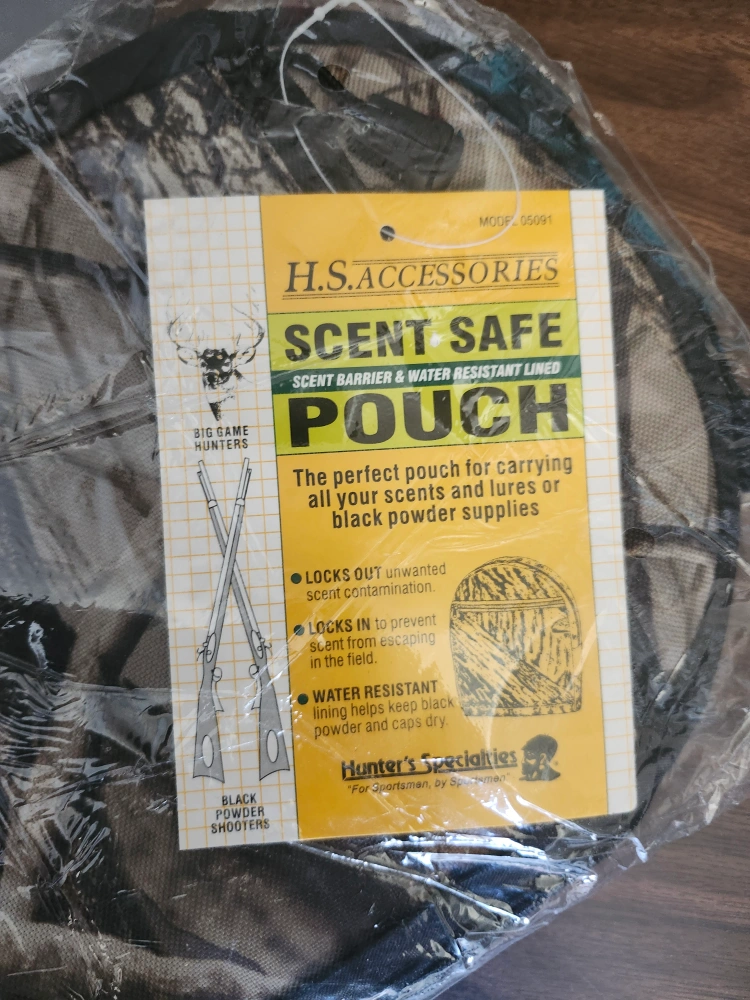 MODEL 05091
H.S.ACCESSORIES
SCENT SAFE
SCENT BARRIER & WATER RESISTANT LINED
POUCH
BIG GAME
HUNTERS
The perfect pouch for carrying
all your scents and lures or
black powder supplies
LOCKS OUT unwanted
scent contamination.
LOCKS IN to prevent
scent from escaping
in the field.
WATER RESISTANT
lining helps keep black
powder and caps dry.
Hunter's Specialties
"For Sportsmen, by Sportsmen"
BLACK
POWDER
SHOOTERS